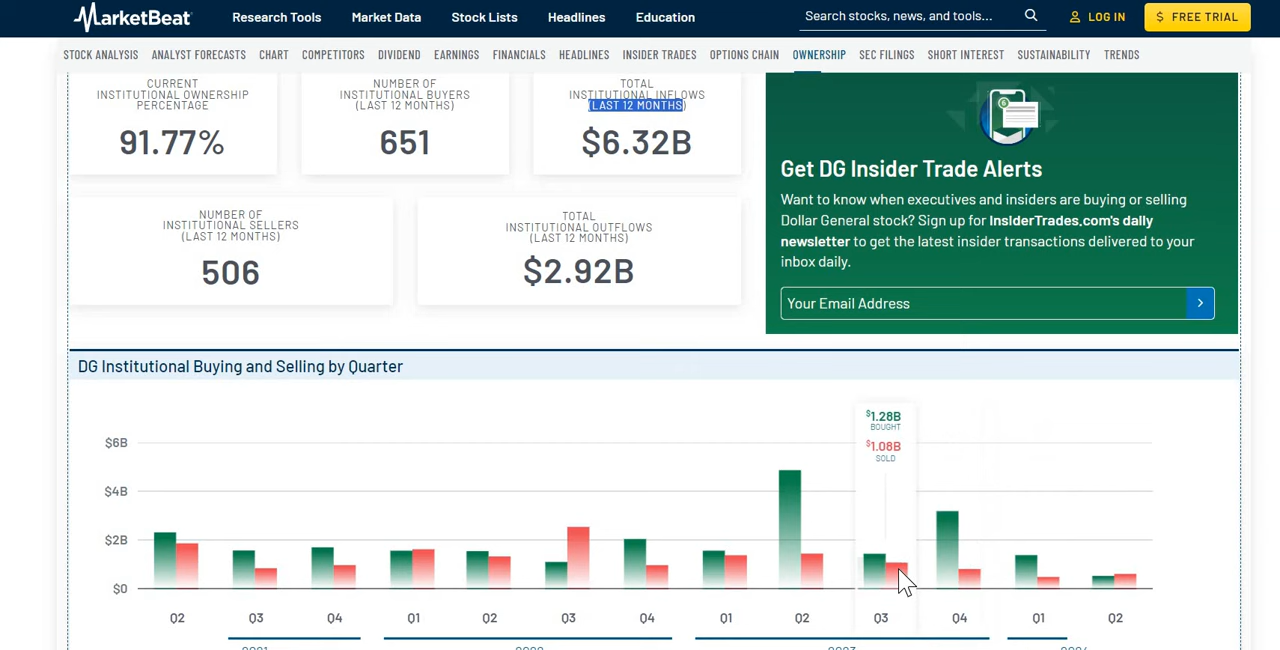 MarketBeat
Research Tools Market Data Stock Lists Headlines Education
Search stocks, news, and tools...
LOG IN
$ FREE TRIAL
STOCK ANALYSIS ANALYST FORECASTS CHART COMPETITORS DIVIDEND EARNINGS FINANCIALS HEADLINES INSIDER TRADES OPTIONS CHAIN OWNERSHIP SEC FILINGS SHORT INTEREST SUSTAINABILITY TRENDS
CURRENT
INSTITUTIONAL OWNERSHIP
PERCENTAGE
91.77%
NUMBER OF
INSTITUTIONAL BUYERS
(LAST 12 MONTHS)
651
TOTAL
INSTITUTIONAL INFLOWS
(LAST 12 MONTHS)
$6.32B
NUMBER OF
INSTITUTIONAL SELLERS
(LAST 12 MONTHS)
506
TOTAL
INSTITUTIONAL OUTFLOWS
(LAST 12 MONTHS)
$2.92B
6
Get DG Insider Trade Alerts
Want to know when executives and insiders are buying or selling
Dollar General stock? Sign up for InsiderTrades.com's daily
newsletter to get the latest insider transactions delivered to your
inbox daily.
Your Email Address
DG Institutional Buying and Selling by Quarter
$1.28B
BOUGHT
$1.08B
SOLD
$6B
$4B
$2B
$0
Q2 Q3 Q4 Q1 Q2 Q3 Q4 Q1 Q2 Q3 Q4 Q1 Q2